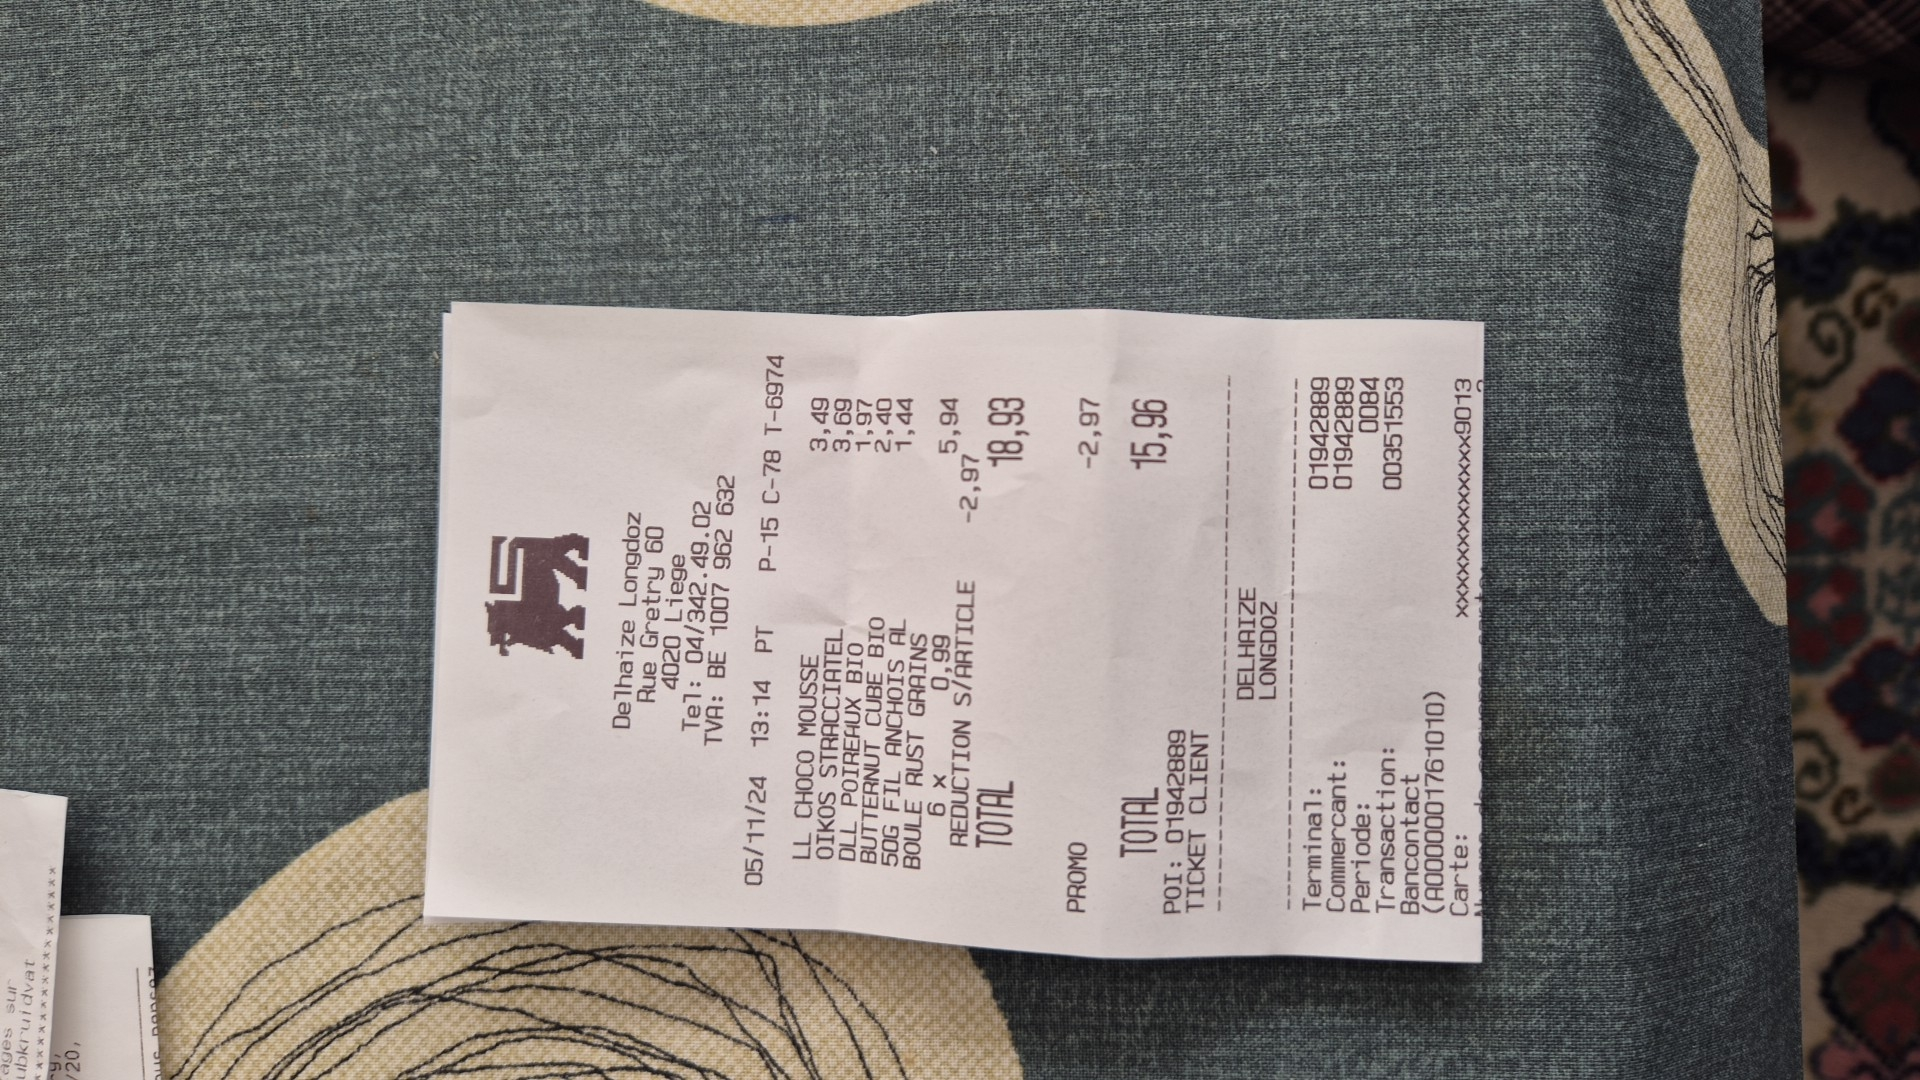 Delhaize Longdoz
Rue Gretry 60
4020 Liege
Tel: 04/342.49.02
TVA: BE 1007 962 632
05/11/24 13:14 PT P-15 C-78 T-6974
LL CHOCO MOUSSE 3,49
OIKOS STRACCIATEL 3,69
DLL POIREAUX BIO 1,97
BUTTERNUT CUBE BIO 2,40
50G FIL ANCHOIS AL 1,44
BOULE RUST GRAINS
6 x 0,99 5,94
REDUCTION S/ARTICLE -2,97
TOTAL 18,93
PROMO -2,97
TOTAL 15,96
POI: 01942889
TICKET CLIENT
DELHAIZE
LONGDOZ
Terminal: 01942889
Commercant: 01942889
Periode: 0084
Transaction: 00351553
Bancontact
(A0000001761010)
Carte: xxxxxxxxxxxxxxx9013
ages sur
ubkruidvat
/20,